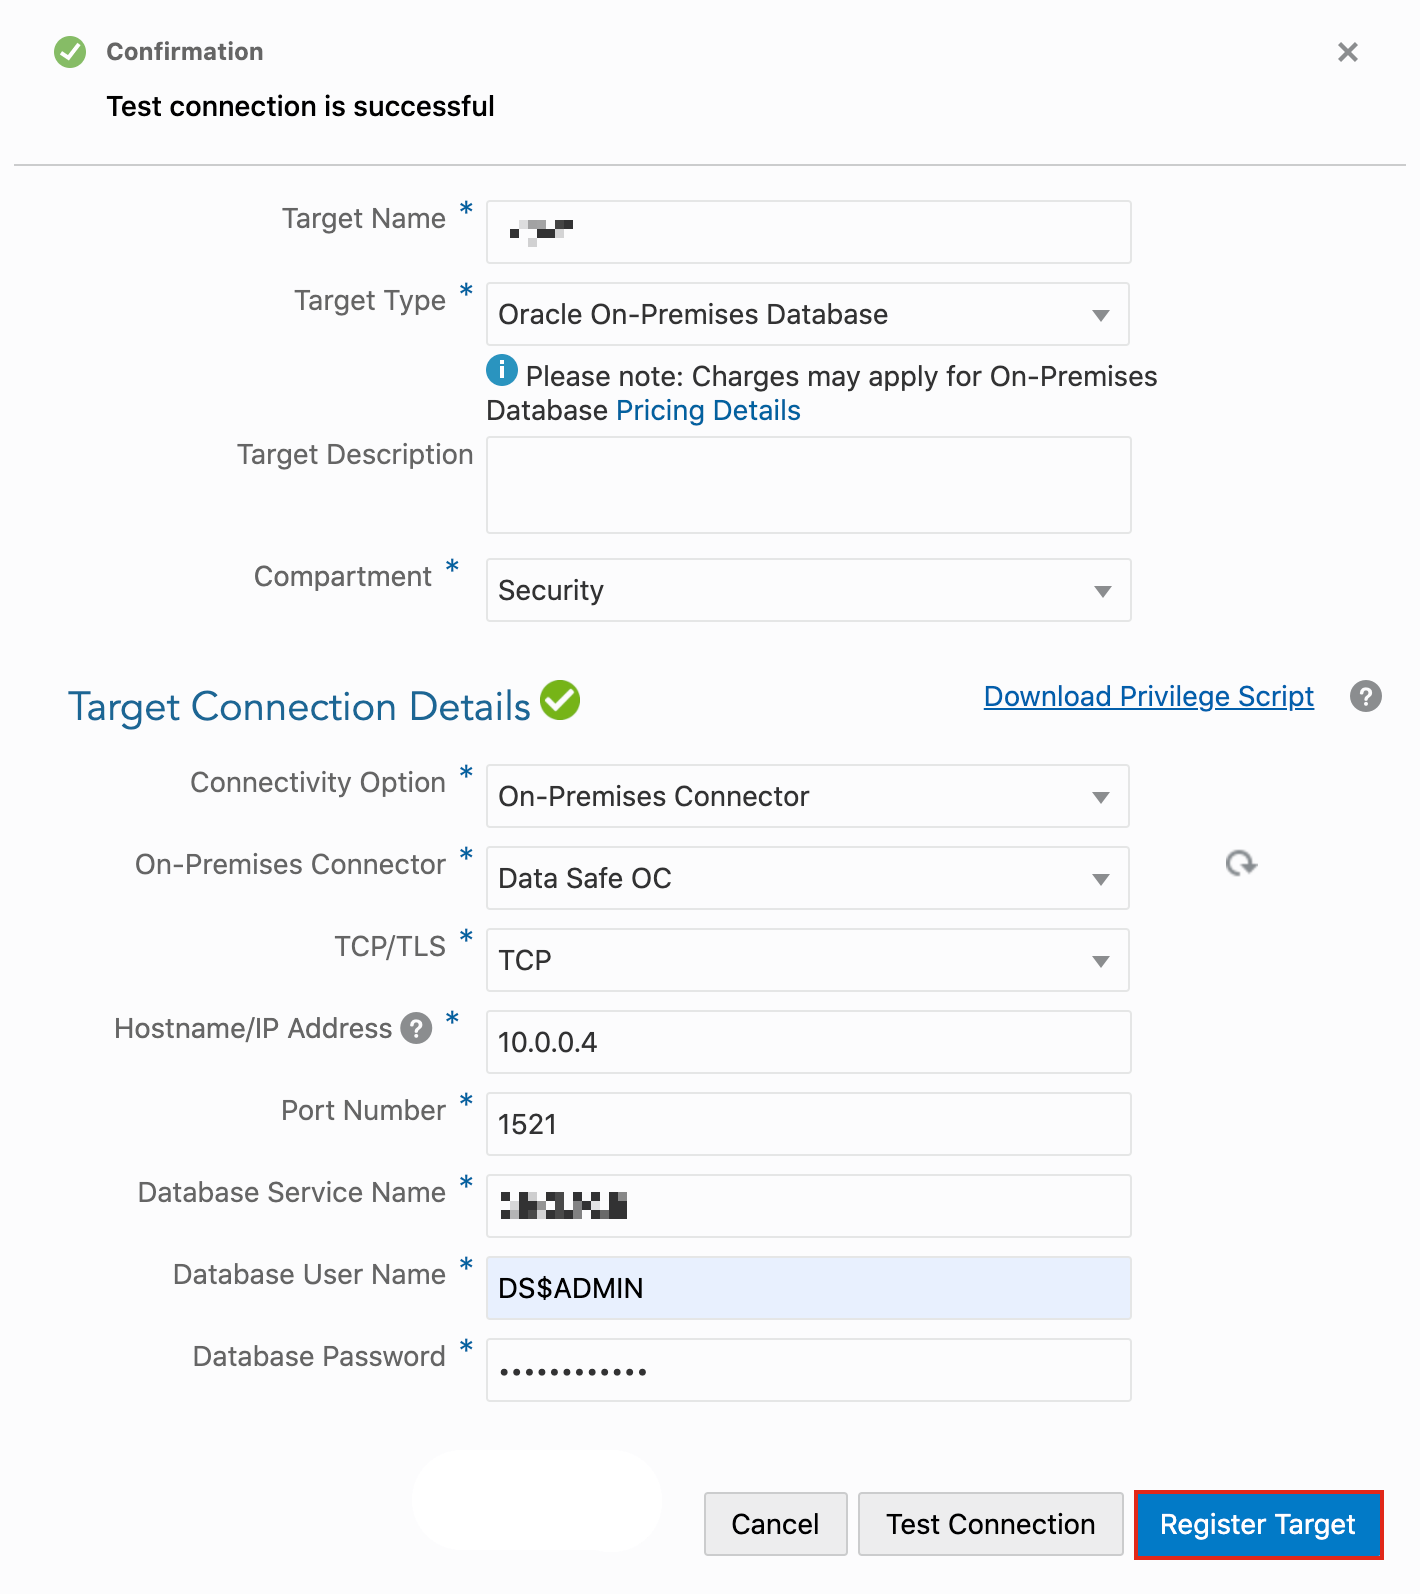 Confirmation
Test connection is successful
Target Name *
Target Type * Oracle On-Premises Database
Please note: Charges may apply for On-Premises
Database Pricing Details
Target Description
Compartment * Security
Target Connection Details
Download Privilege Script ?
Connectivity Option * On-Premises Connector
On-Premises Connector * Data Safe OC
TCP/TLS * TCP
Hostname/IP Address ? * 10.0.0.4
Port Number * 1521
Database Service Name *
Database User Name * DS$ADMIN
Database Password * ••••••••••••
Cancel Test Connection Register Target